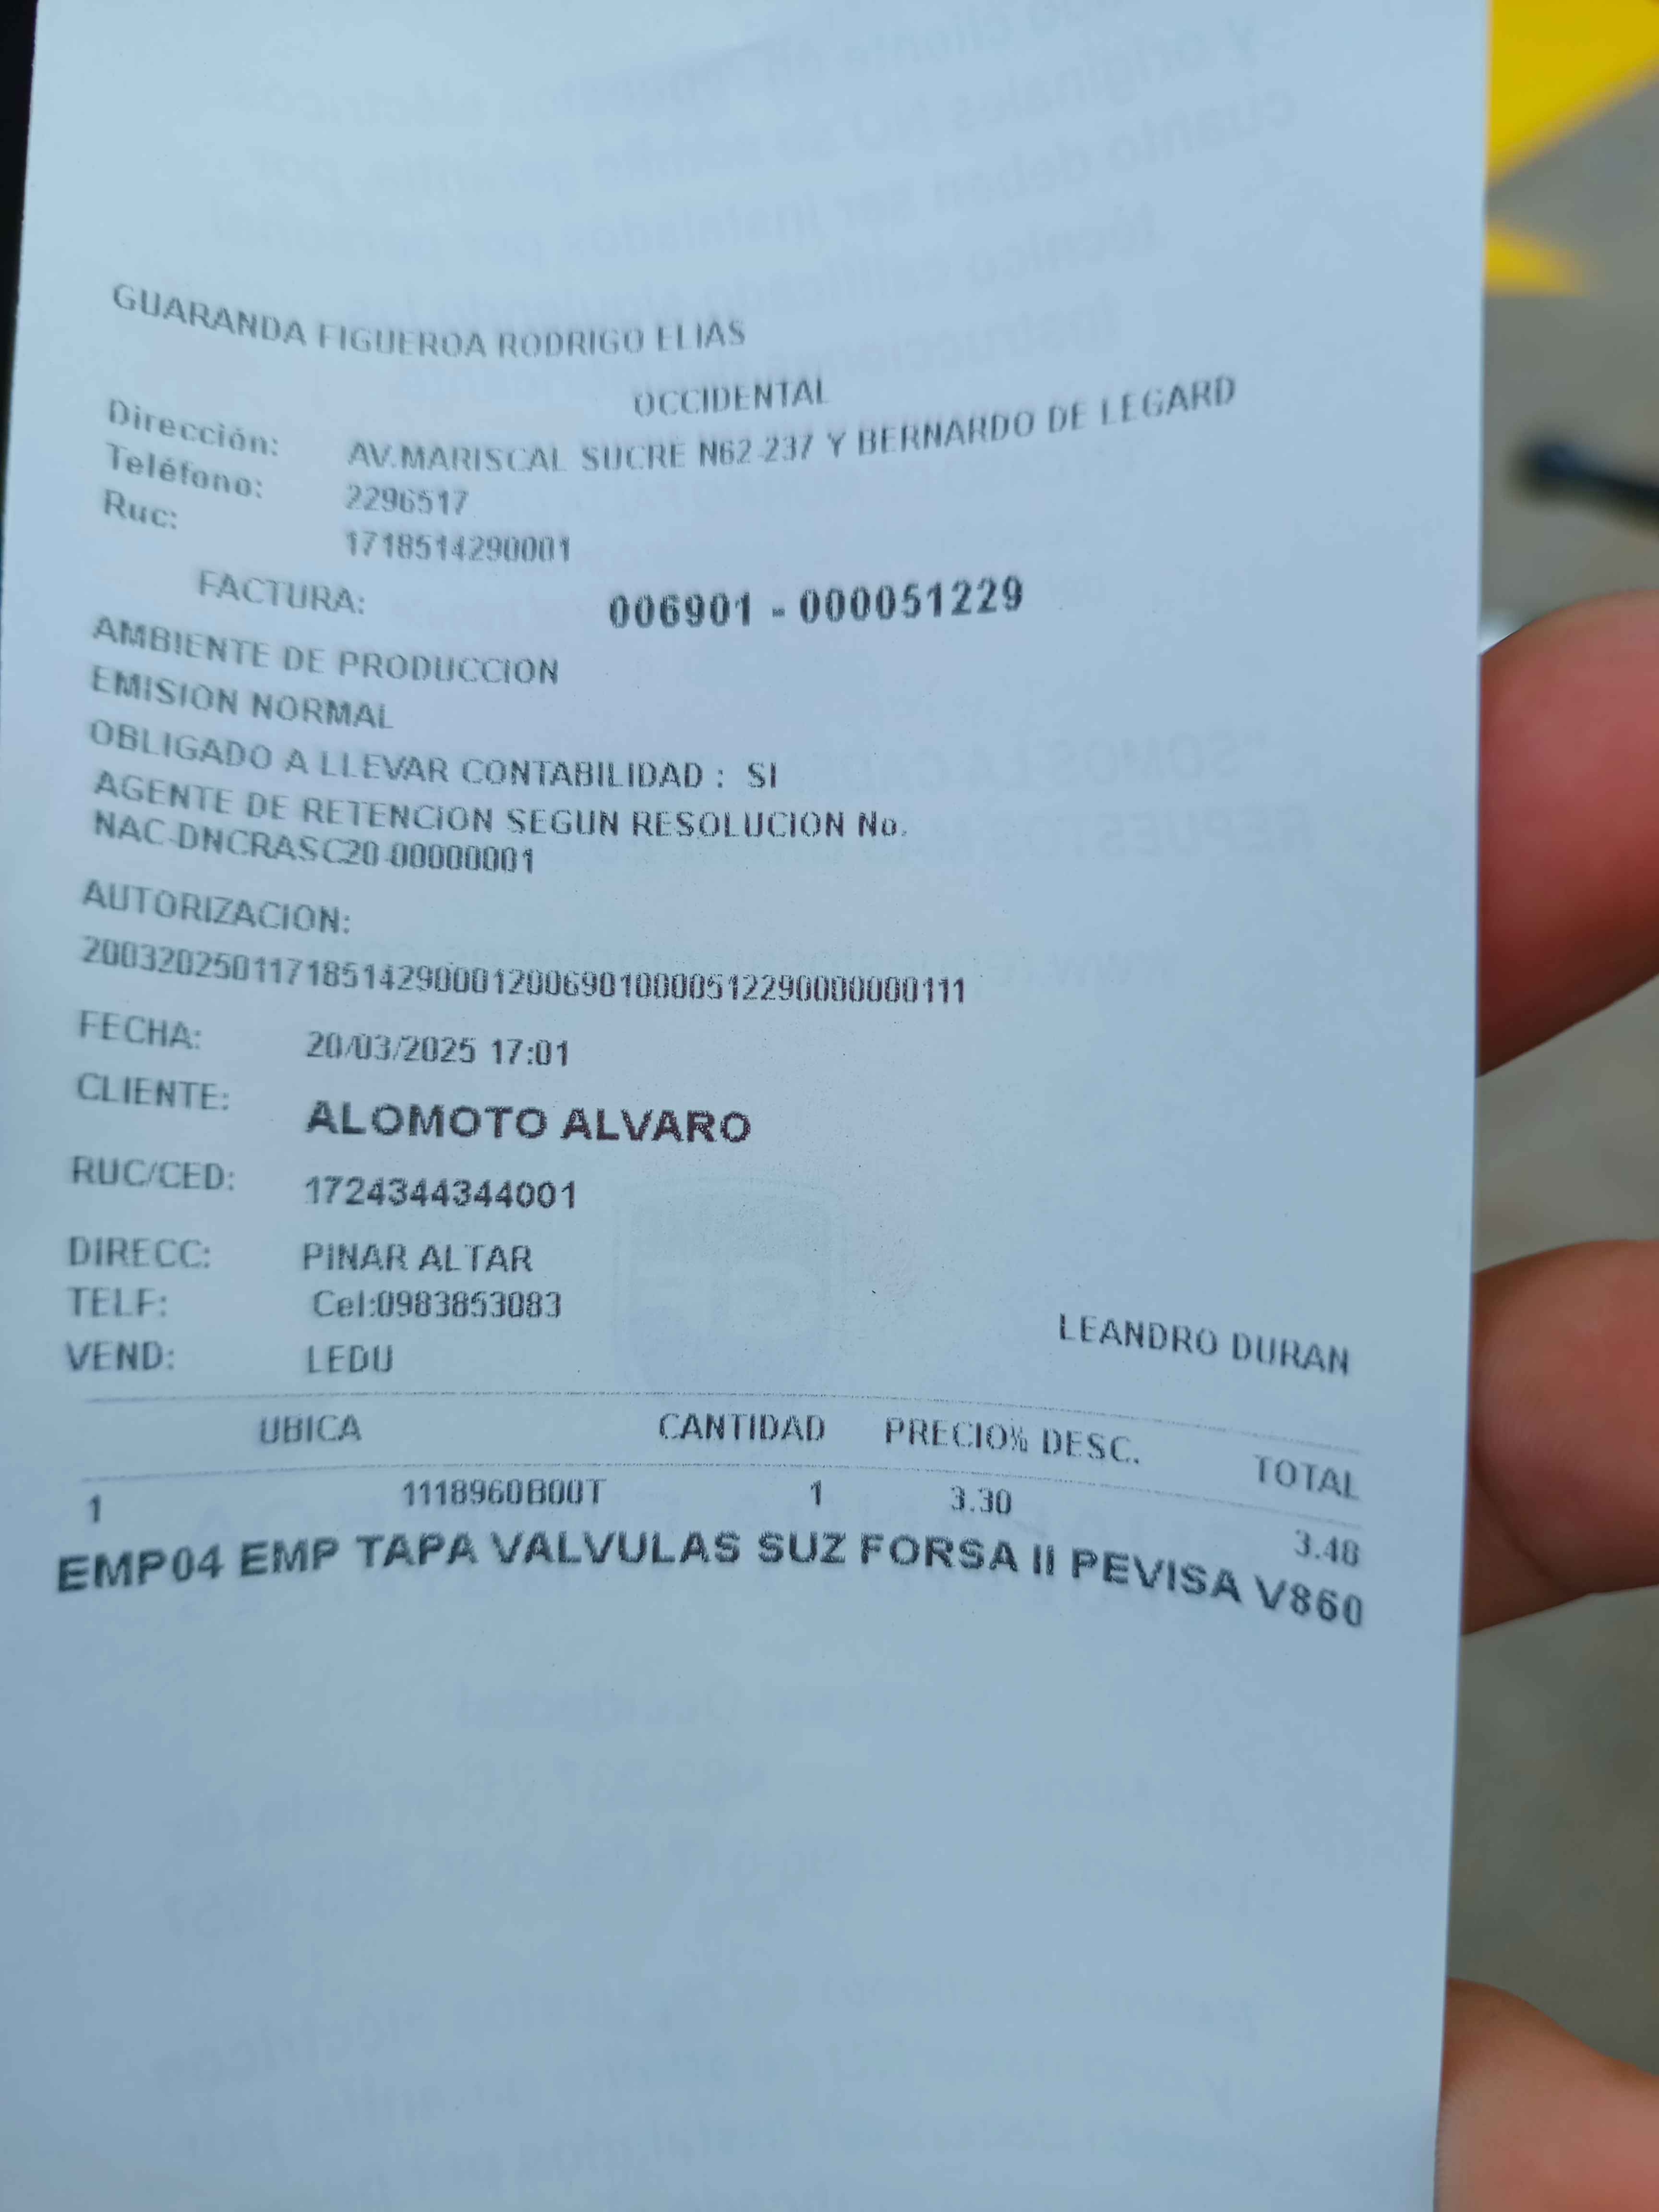 GUARANDA FIGUEROA RODRIGO ELIAS
OCCIDENTAL
Dirección: AV.MARISCAL SUCRE N62-237 Y BERNARDO DE LEGARD
Teléfono: 2296517
Ruc: 1718514290001
FACTURA: 006901 - 000051229
AMBIENTE DE PRODUCCION
EMISION NORMAL
OBLIGADO A LLEVAR CONTABILIDAD : SI
AGENTE DE RETENCION SEGUN RESOLUCION No.
NAC-DNCRASC20-00000001
AUTORIZACION:
2003202501171851429000120069010000512290000000111
FECHA: 20/03/2025 17:01
CLIENTE: ALOMOTO ALVARO
RUC/CED: 1724344344001
DIRECC: PINAR ALTAR
TELF: Cel:0983853083
VEND: LEDU LEANDRO DURAN
UBICA CANTIDAD PRECIO% DESC. TOTAL
1 1118960B00T 1 3.30 3.48
EMP04 EMP TAPA VALVULAS SUZ FORSA II PEVISA V860